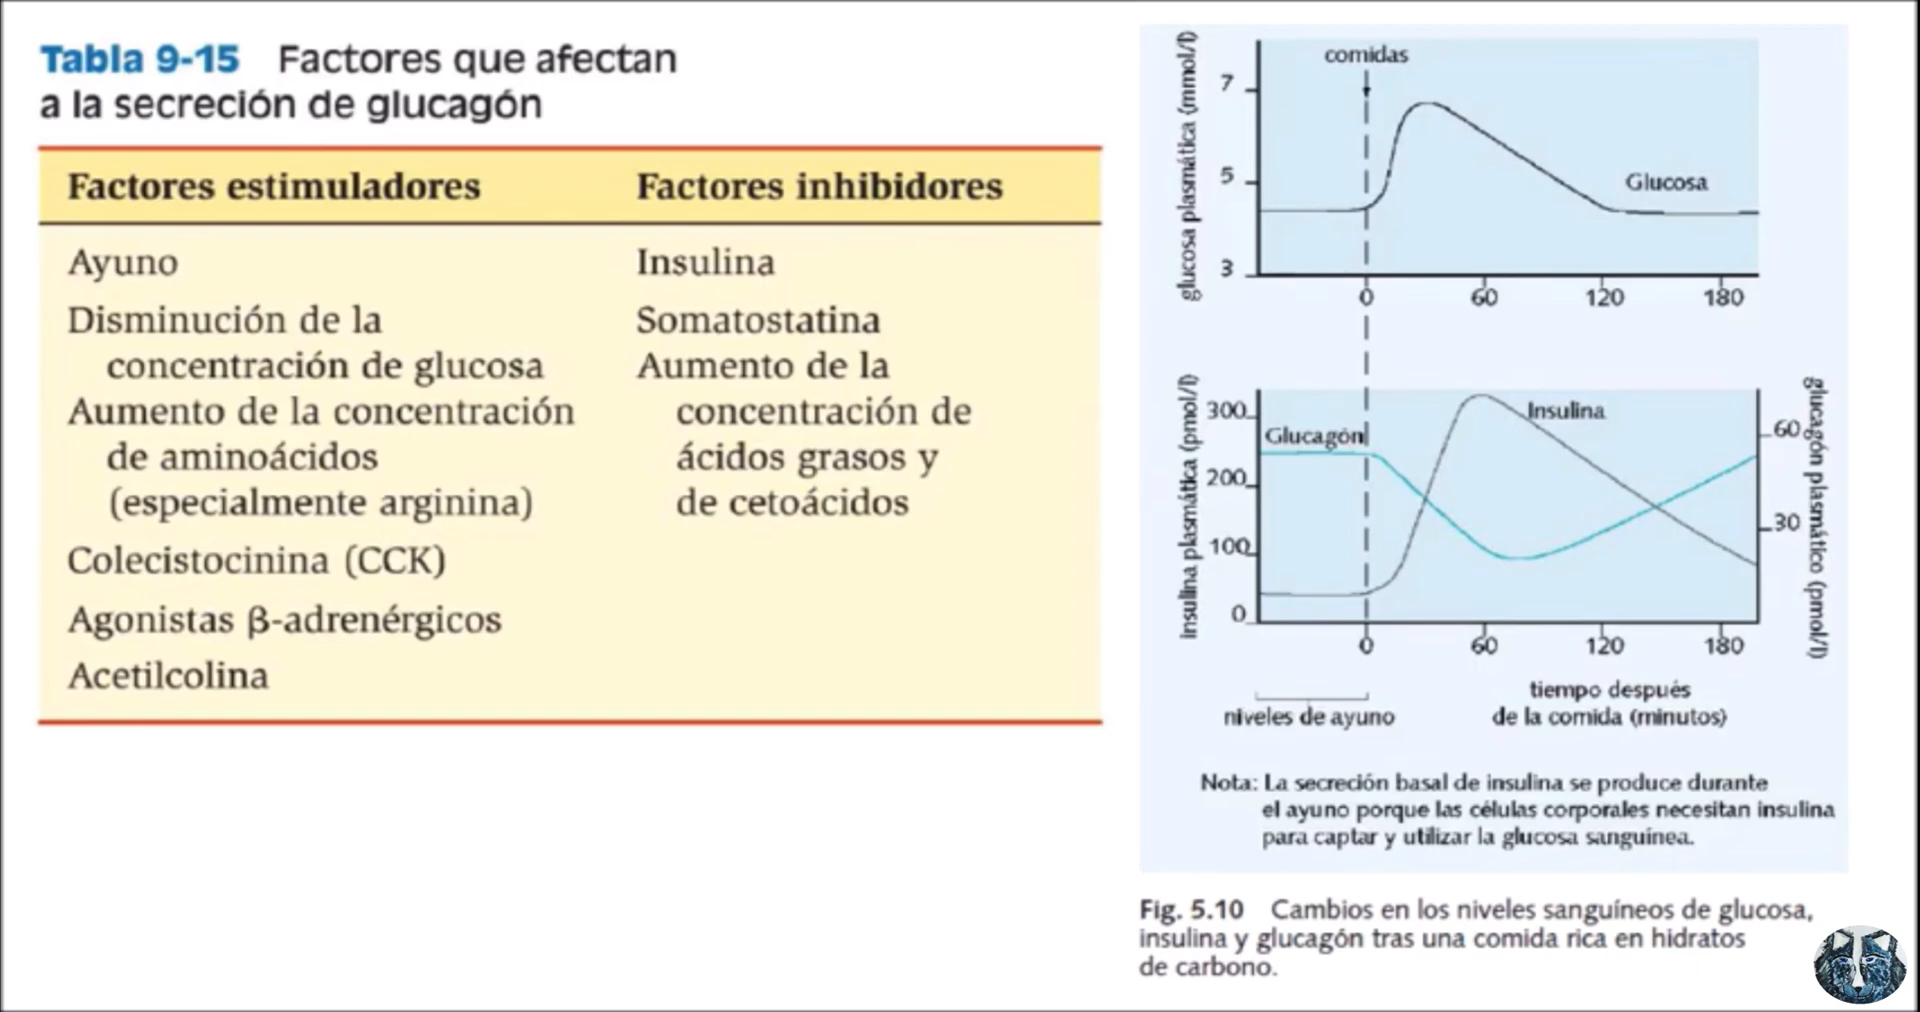 Tabla 9-15 Factores que afectan
a la secreción de glucagón
Factores estimuladores
Factores inhibidores
Ayuno
Disminución de la
concentración de glucosa
Aumento de la concentración
de aminoácidos
(especialmente arginina)
Colecistocinina (CCK)
Agonistas β-adrenérgicos
Acetilcolina
Insulina
Somatostatina
Aumento de la
concentración de
ácidos grasos y
de cetoácidos
glucosa plasmática (mmol/l)
comidas
7
5
3
Glucosa
0 60 120 180
insulina plasmática (pmol/l)
300
200
100
0
Glucagón
Insulina
60
30
glucagón plasmático (pmol/l)
0 60 120 180
niveles de ayuno
tiempo después
de la comida (minutos)
Nota: La secreción basal de insulina se produce durante
el ayuno porque las células corporales necesitan insulina
para captar y utilizar la glucosa sanguínea.
Fig. 5.10 Cambios en los niveles sanguíneos de glucosa,
insulina y glucagón tras una comida rica en hidratos
de carbono.